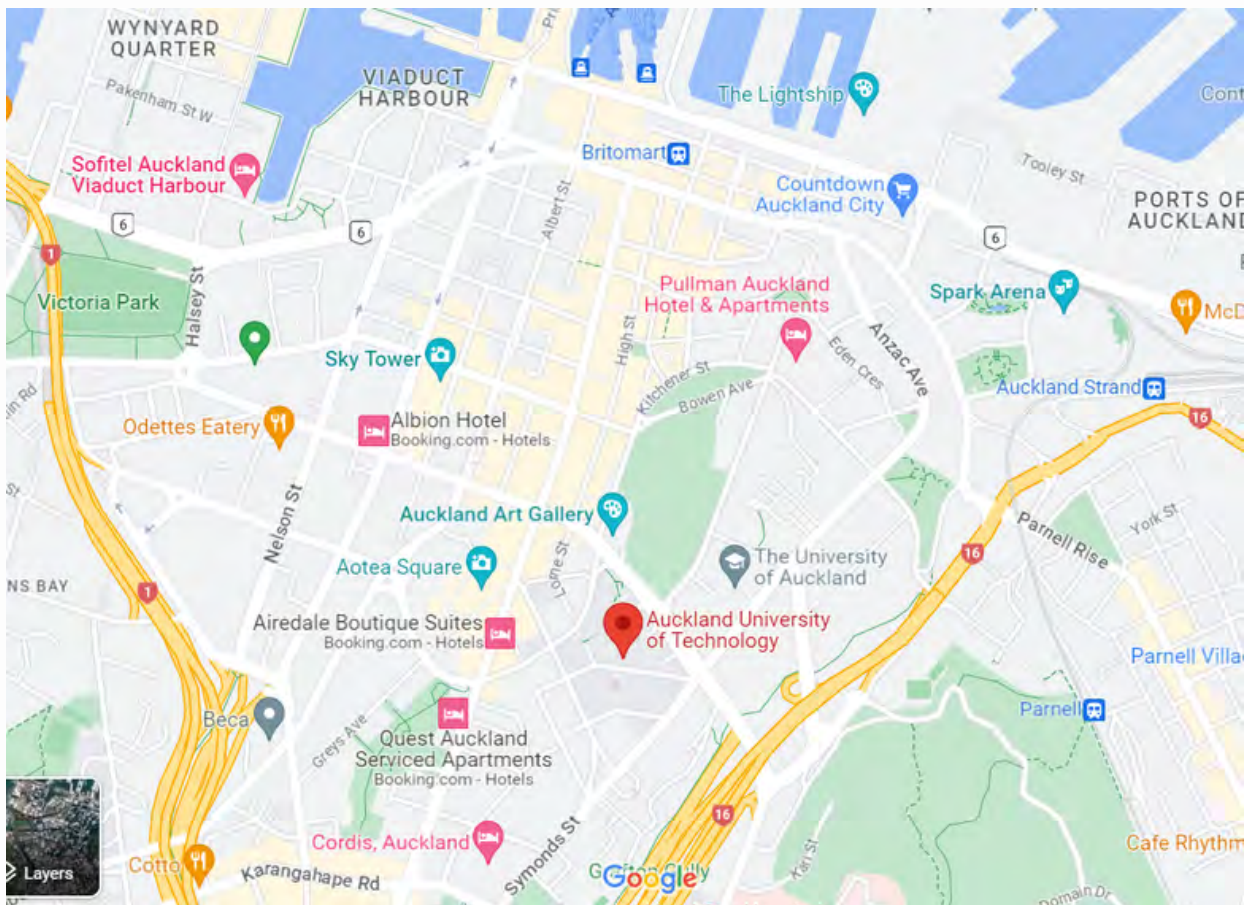 WYNYARD
QUARTER
Pakenham St W
VIADUCT
HARBOUR
The Lightship
Britomart
Tooley St
Sofitel Auckland
Viaduct Harbour
Albert St
Countdown
Auckland City
PORTS OF
AUCKLAND
6
6
6
1
Halsey St
Victoria Park
Pullman Auckland
Hotel & Apartments
Spark Arena
McD
Sky Tower
High St
Kitchener St
Bowen Ave
Eden Cres
Anzac Ave
Auckland Strand
16
Odettes Eatery
Albion Hotel
Booking.com - Hotels
Nelson St
Auckland Art Gallery
Parnell Rise
York St
Aotea Square
Lorne St
The University
of Auckland
16
NS BAY
1
Airedale Boutique Suites
Booking.com - Hotels
Auckland University
of Technology
Parnell Villa
Beca
Greys Ave
Quest Auckland
Serviced Apartments
Booking.com - Hotels
Parnell
16
Cordis, Auckland
Symonds St
Kari St
Cafe Rhythm
Cotto
Layers
Karangahape Rd
Google
Domain Dr